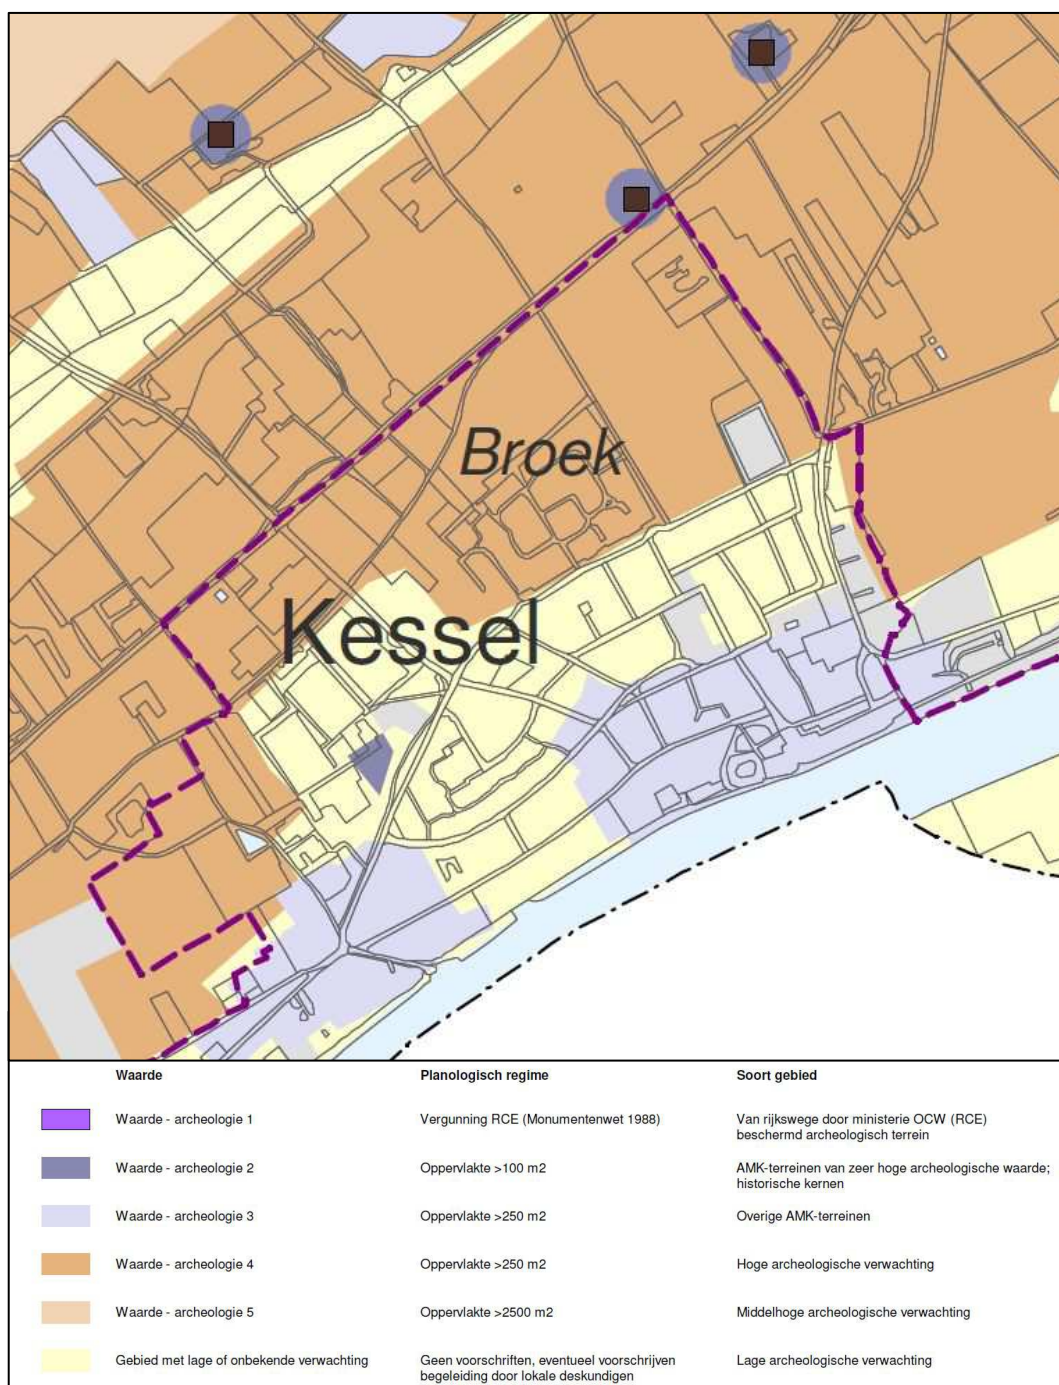 Broek
Kessel
Waarde Planologisch regime Soort gebied
Waarde - archeologie 1 Vergunning RCE (Monumentenwet 1988) Van rijkswege door ministerie OCW (RCE)
beschermd archeologisch terrein
Waarde - archeologie 2 Oppervlakte >100 m2 AMK-terreinen van zeer hoge archeologische waarde;
historische kernen
Waarde - archeologie 3 Oppervlakte >250 m2 Overige AMK-terreinen
Waarde - archeologie 4 Oppervlakte >250 m2 Hoge archeologische verwachting
Waarde - archeologie 5 Oppervlakte >2500 m2 Middelhoge archeologische verwachting
Gebied met lage of onbekende verwachting Geen voorschriften, eventueel voorschrijven Lage archeologische verwachting
begeleiding door lokale deskundigen